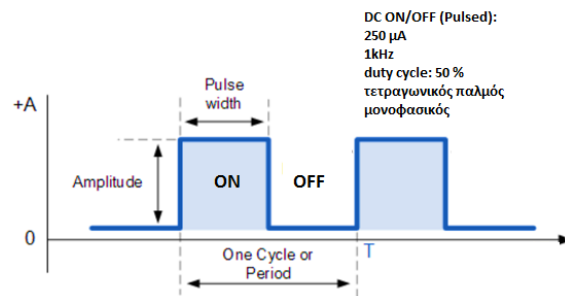 DC ON/OFF (Pulsed):
250 μA
1kHz
duty cycle: 50 %
τετραγωνικός παλμός
μονοφασικός
Pulse
width
+A
Amplitude
ON
OFF
0
One Cycle or
Period
T